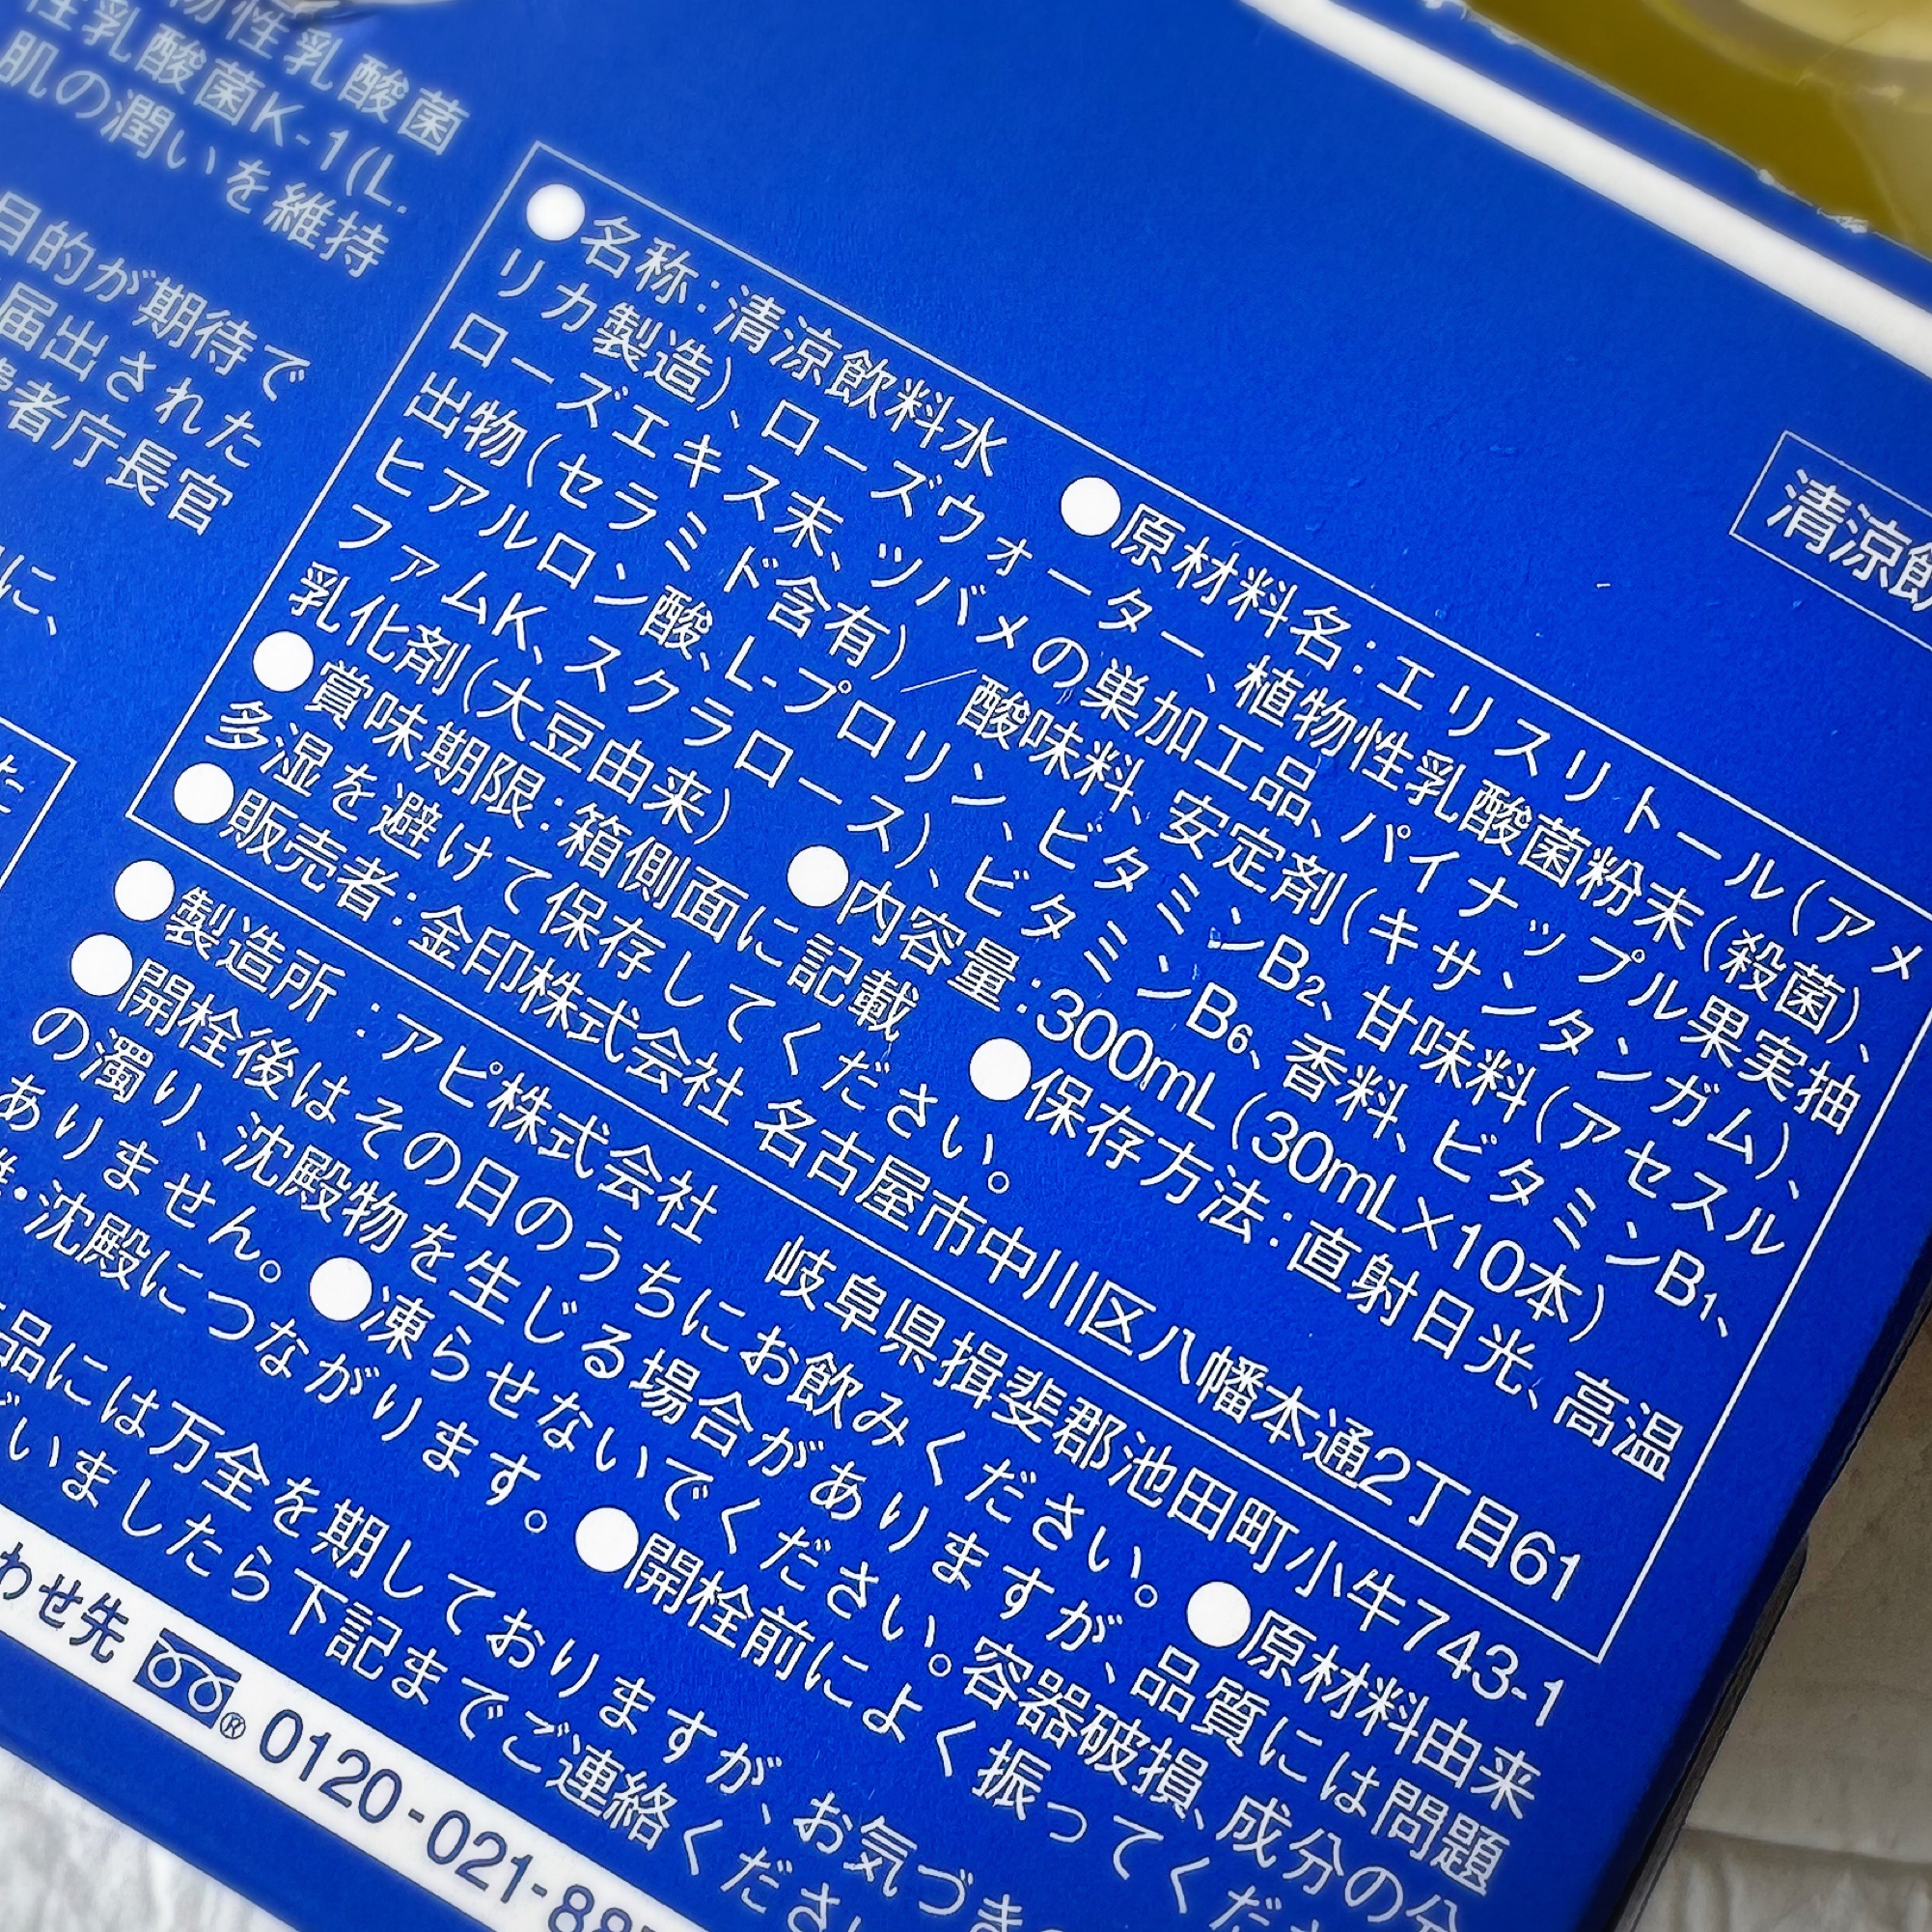 物性乳酸菌
性乳酸菌K-1(L.
肌の潤いを維持
目的が期待で
届出された
者庁長官
に、
た
●名称:清涼飲料水 ●原材料名:エリスリトール(アメ
リカ製造)、ローズウォーター、植物性乳酸菌粉末(殺菌)、
ローズエキス末、ツバメの巣加工品、パイナップル果実抽
出物(セラミド含有)/酸味料、安定剤(キサンタンガム)、
ヒアルロン酸、L-プロリン、ビタミンB2、甘味料(アセスル
ファムK、スクラロース)、ビタミンB6、香料、ビタミンB1、
乳化剤(大豆由来) ●内容量:300mL(30mL×10本)
●賞味期限:箱側面に記載 ●保存方法:直射日光、高温
多湿を避けて保存してください。
●販売者:金印株式会社 名古屋市中川区八幡本通2丁目61
●製造所:アピ株式会社 岐阜県揖斐郡池田町小牛743-1
●開栓後はその日のうちにお飲みください。 ●原材料由来
の濁り、沈殿物を生じる場合がありますが、品質には問題
ありません。 ●凍らせないでください。容器破損、成分の分
・沈殿につながります。 ●開栓前によく振ってくだ
品には万全を期しておりますが、お気づき
いましたら下記までご連絡くださ
わせ先 ® 0120-021-88
清涼飲